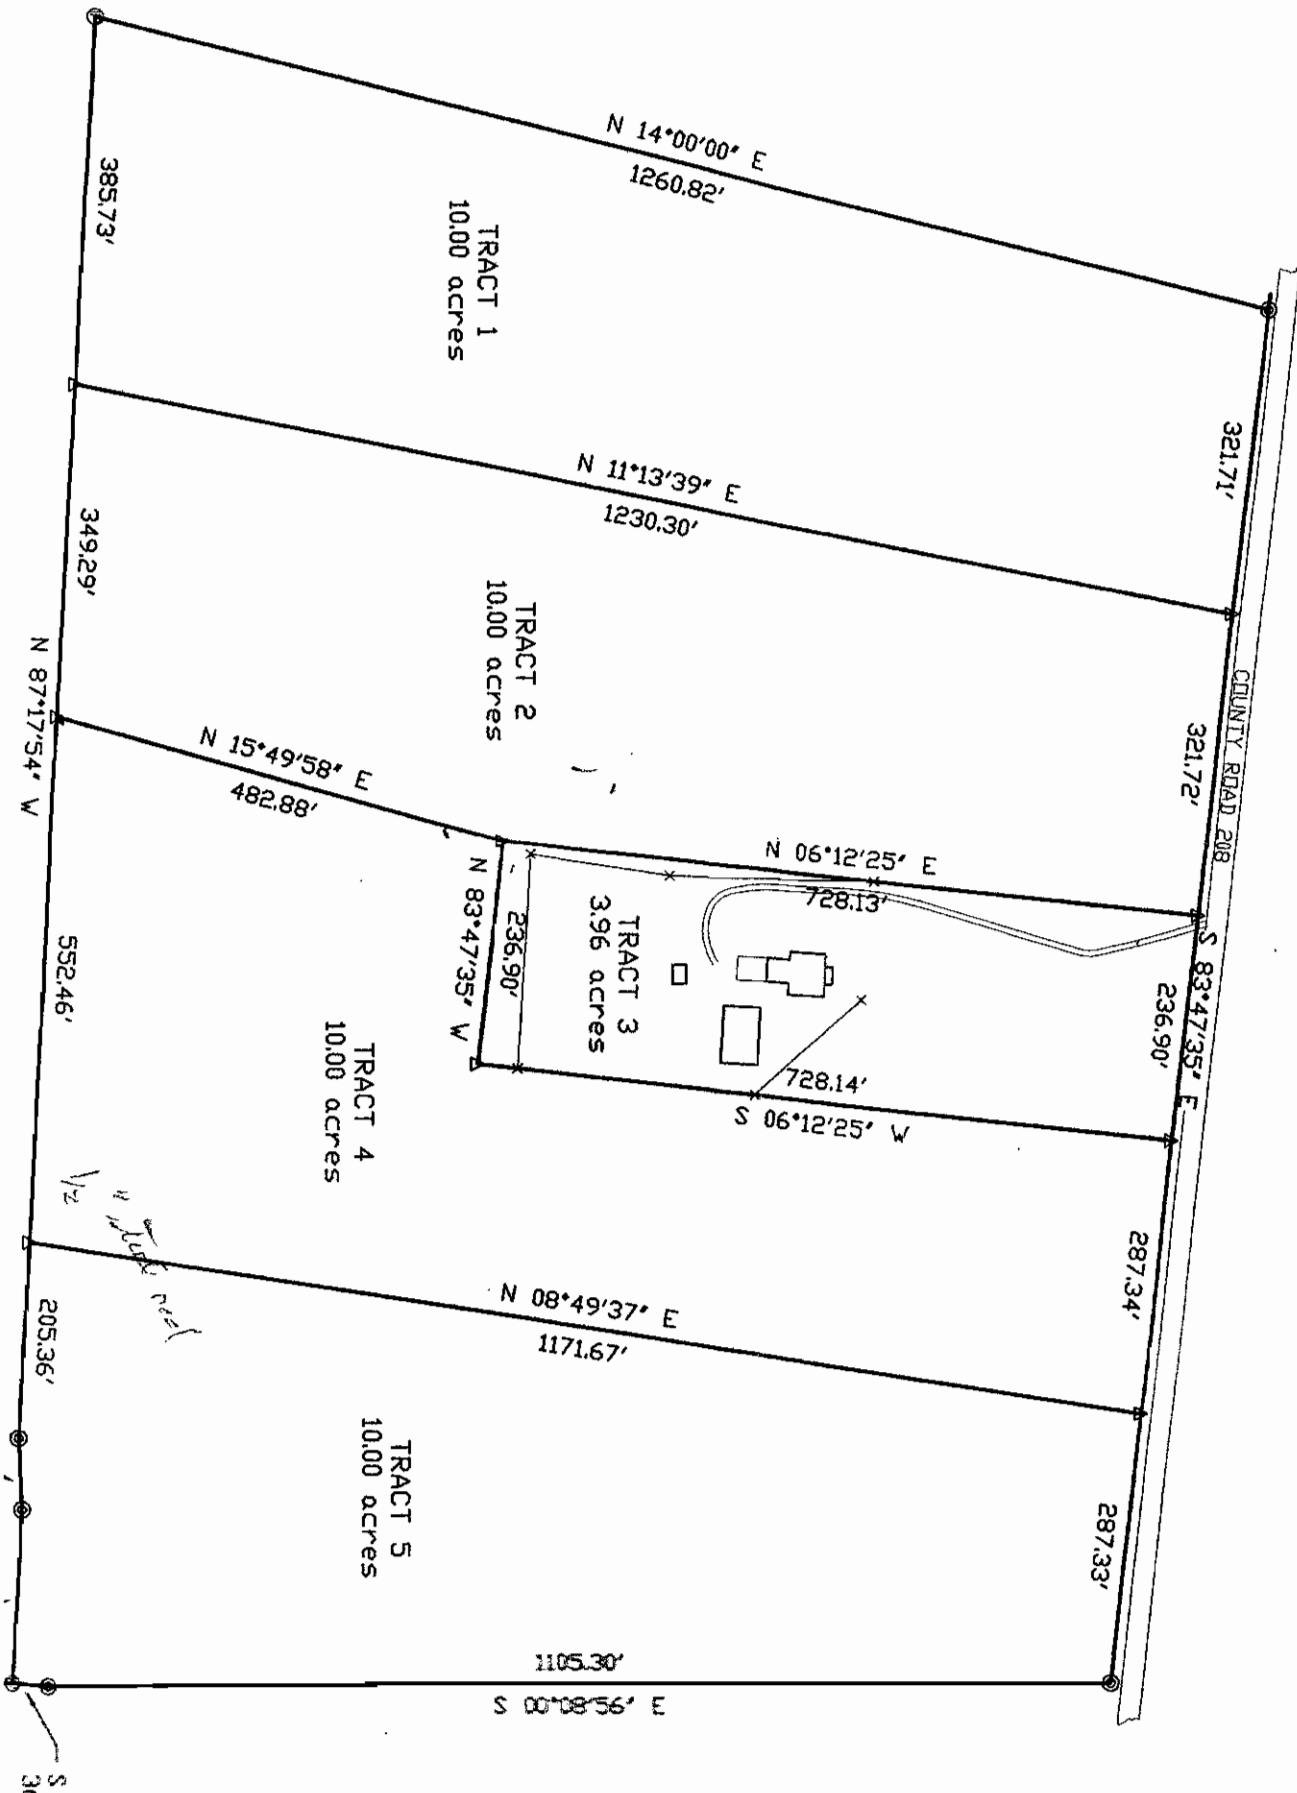 N 14°00'00" E
1260.82'
TRACT 1
10.00 acres
385.73'
321.71'
N 11°13'39" E
1230.30'
TRACT 2
10.00 acres
349.29'
321.72'
COUNTY ROAD 208
N 87°17'54" W
N 15°49'58" E
482.88'
N 06°12'25" E
728.13'
N 83°47'35" W
236.90'
TRACT 3
3.96 acres
S 83°47'35" E
236.90'
728.14'
S 06°12'25" W
552.46'
TRACT 4
10.00 acres
287.34'
1/2 "
N 08°49'37" E
1171.67'
205.36'
TRACT 5
10.00 acres
287.33'
1105.30'
S 00°08'56" E
S